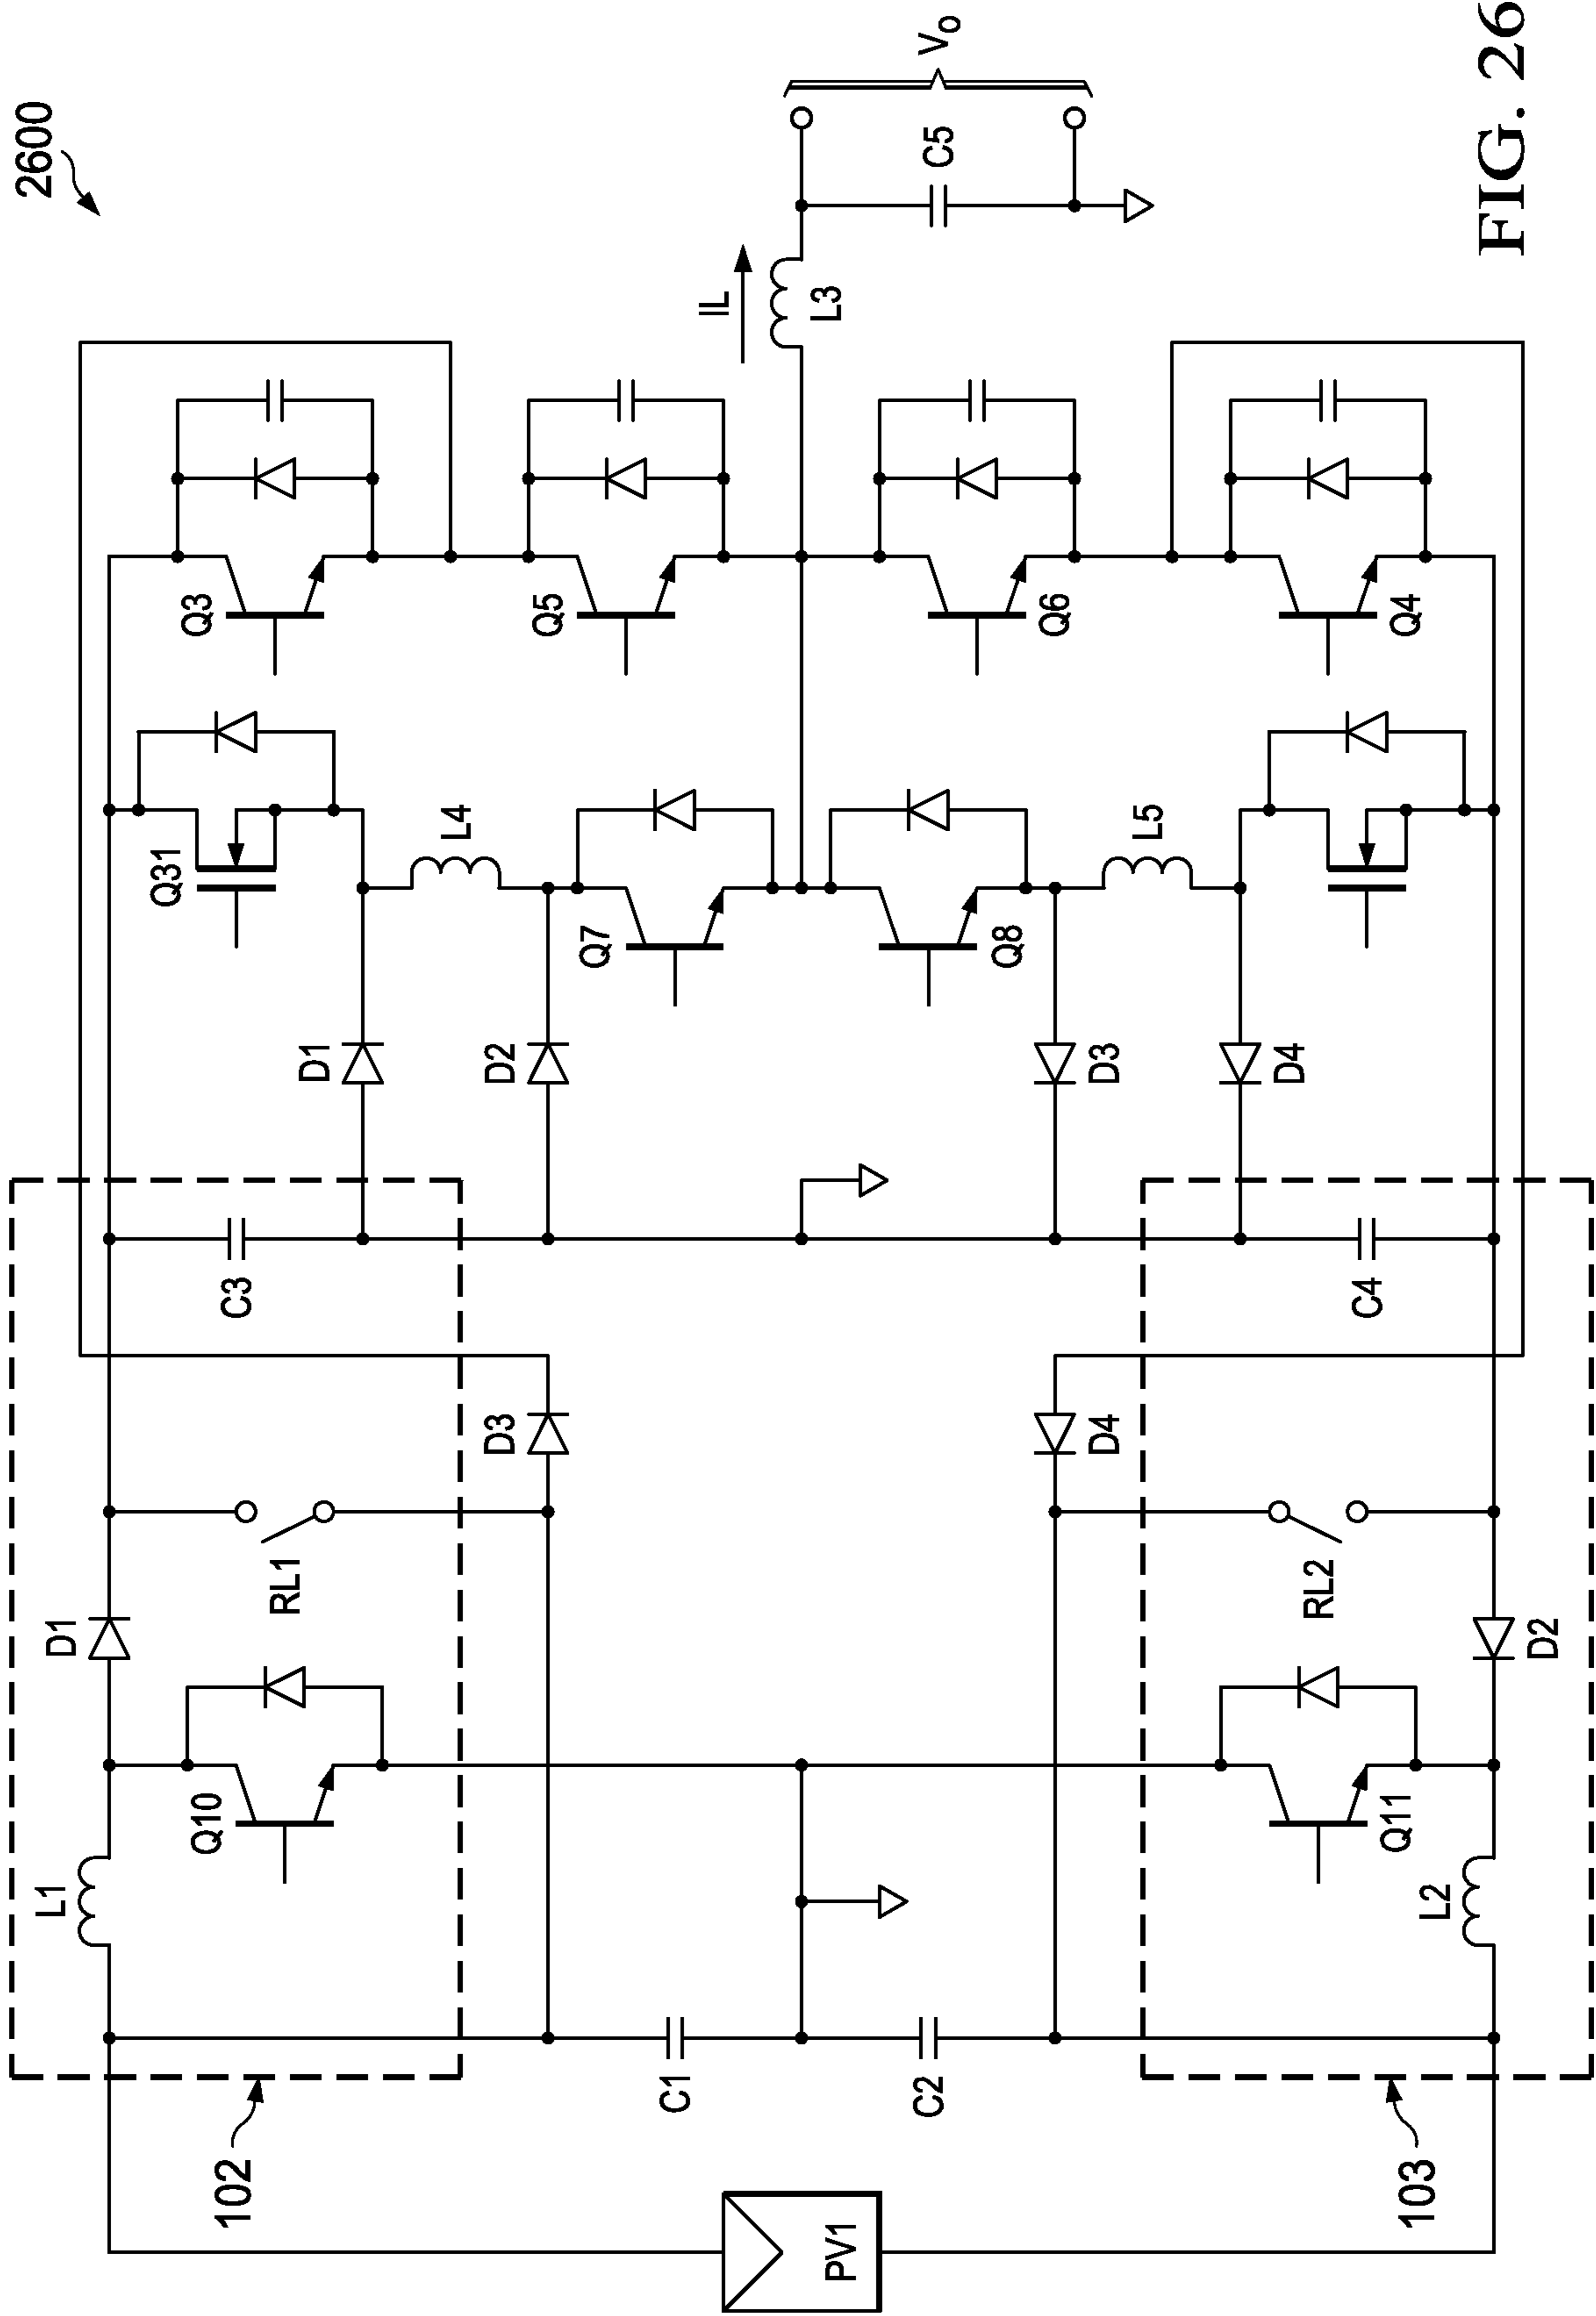 2600
102
L1
D1
Q10
RL1
C3
D3
D1
Q31
Q3
L4
D2
Q5
Q7
IL
L3
C1
PV1
C2
C5
Vo
Q8
Q6
D3
L5
D4
D4
Q4
RL2
C4
Q11
L2
D2
103
FIG. 26